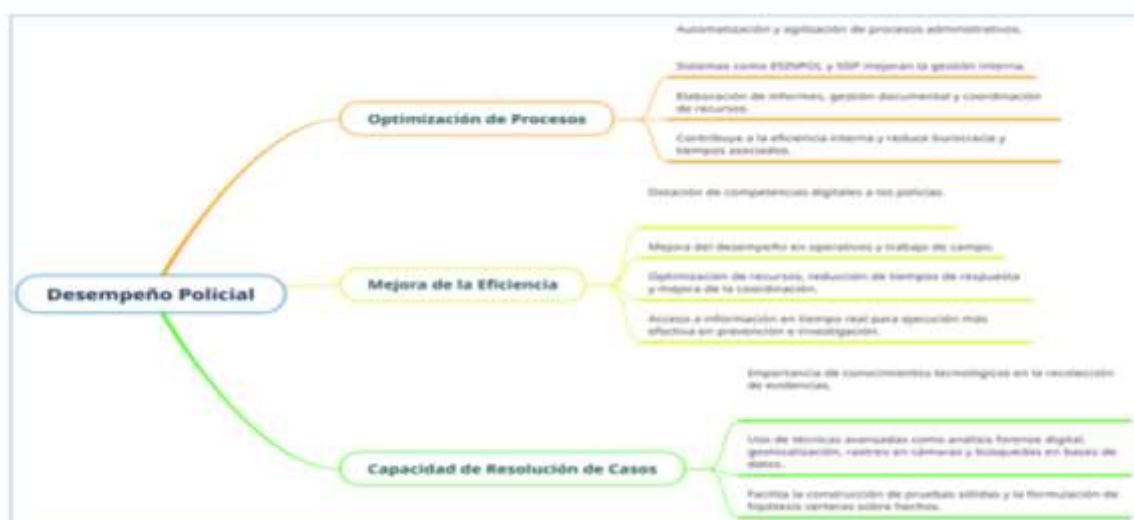 Automatización y agilización de procesos administrativos.
Sistemas como ESINPOL y SIIP mejoran la gestión interna.
Elaboración de informes, gestión documental y coordinación
de recursos.
Optimización de Procesos
Contribuye a la eficiencia interna y reduce burocracia y
tiempos asociados.
Dotación de competencias digitales a los policías.
Mejora del desempeño en operativos y trabajo de campo.
Desempeño Policial
Mejora de la Eficiencia
Optimización de recursos, reducción de tiempos de respuesta
y mejora de la coordinación.
Acceso a información en tiempo real para ejecución más
efectiva en prevención e investigación.
Importancia de conocimientos tecnológicos en la recolección
de evidencias.
Uso de técnicas avanzadas como análisis forense digital,
geolocalización, rastreo en cámaras y búsquedas en bases de
datos.
Capacidad de Resolución de Casos
Facilita la construcción de pruebas sólidas y la formulación de
hipótesis certeras sobre hechos.